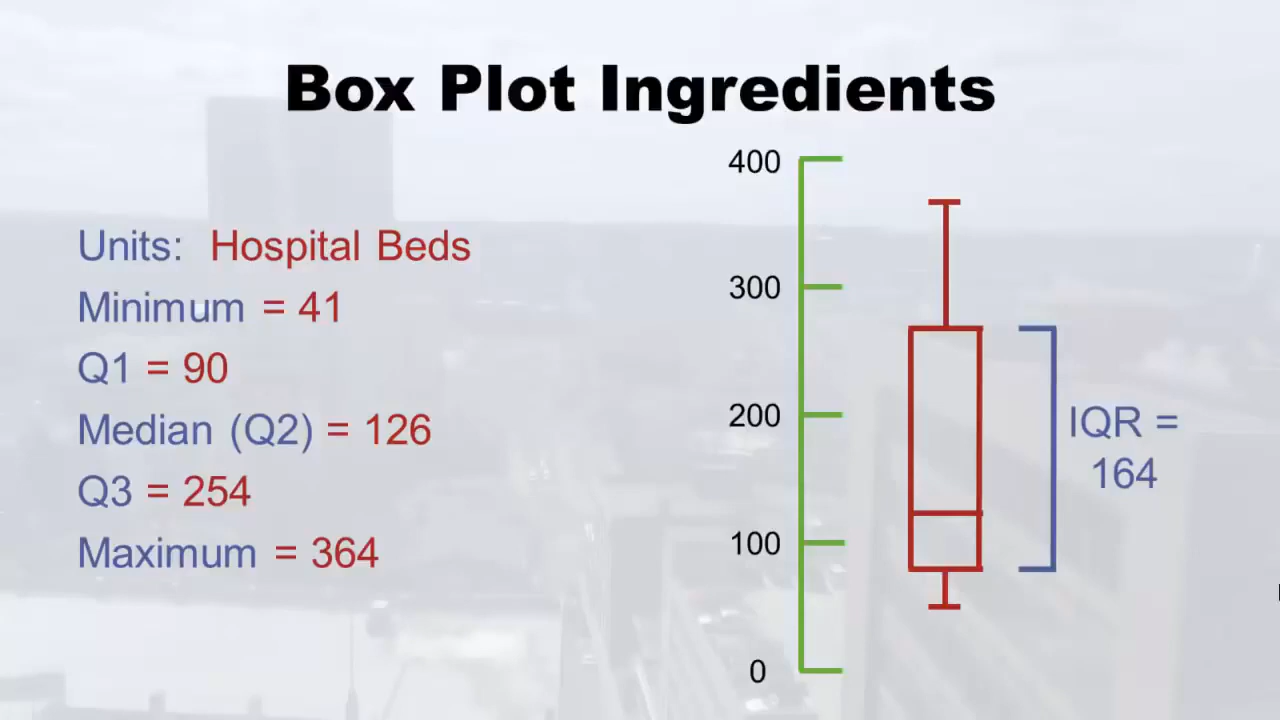 Box Plot Ingredients
Units: Hospital Beds
Minimum = 41
Q1 = 90
Median (Q2) = 126
Q3 = 254
Maximum = 364
400
300
200
100
0
IQR =
164